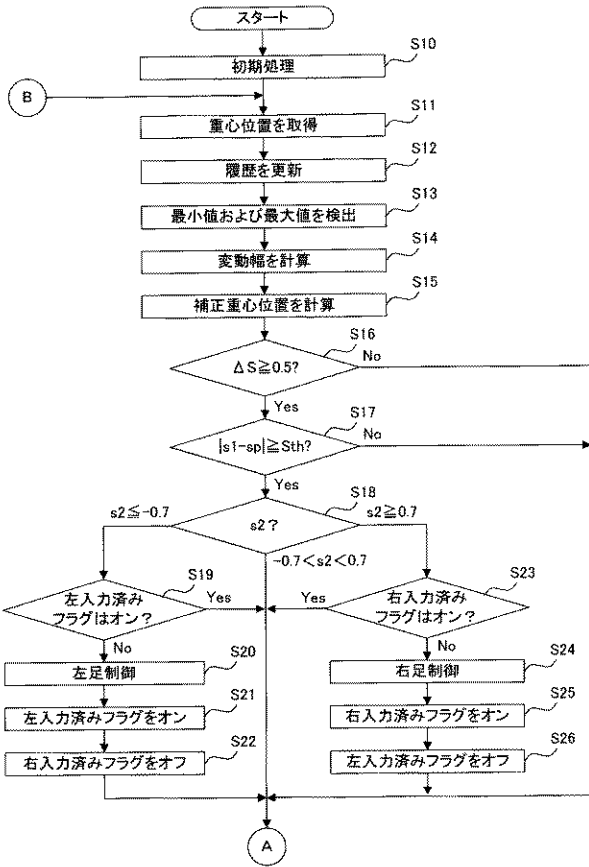 スタート
S10
初期処理
B
S11
重心位置を取得
S12
履歴を更新
S13
最小値および最大値を検出
S14
変動幅を計算
S15
補正重心位置を計算
S16
ΔS≧0.5?
No
Yes
S17
|s1-sp|≧Sth?
No
Yes
S18
s2≦-0.7
s2?
s2≧0.7
-0.7<s2<0.7
S19
左入力済み
フラグはオン?
Yes
No
S23
右入力済み
フラグはオン?
Yes
No
S20
左足制御
S21
左入力済みフラグをオン
S22
右入力済みフラグをオフ
S24
右足制御
S25
右入力済みフラグをオン
S26
左入力済みフラグをオフ
A